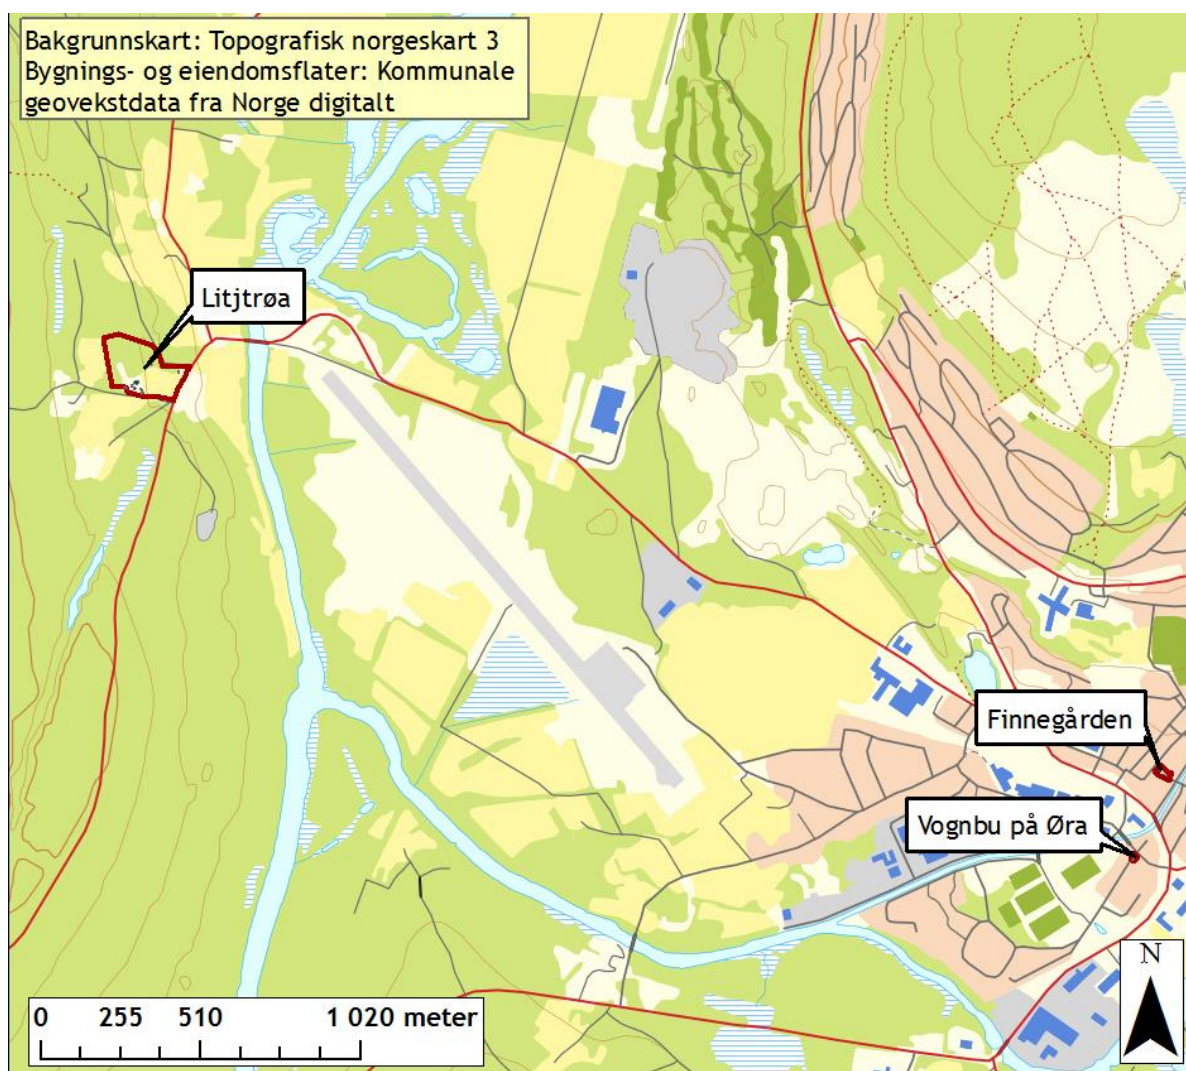 Bakgrunnskart: Topografisk norgeskart 3
Bygnings- og eiendomsflater: Kommunale
geovekstdata fra Norge digitalt
Litjtrøa
Finnegården
Vognbu på Øra
N
0 255 510 1 020 meter